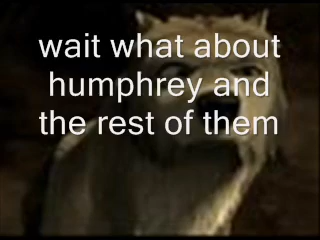 wait what about
humphrey and
the rest of them